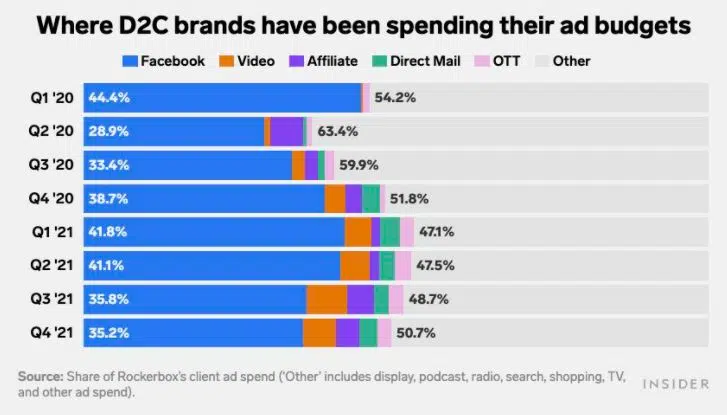 Where D2C brands have been spending their ad budgets
Facebook Video Affiliate Direct Mail OTT Other
Q1 '20 44.4% 54.2%
Q2 '20 28.9% 63.4%
Q3 '20 33.4% 59.9%
Q4 '20 38.7% 51.8%
Q1 '21 41.8% 47.1%
Q2 '21 41.1% 47.5%
Q3 '21 35.8% 48.7%
Q4 '21 35.2% 50.7%
Source: Share of Rockerbox's client ad spend ('Other' includes display, podcast, radio, search, shopping, TV,
and other ad spend).
INSIDER